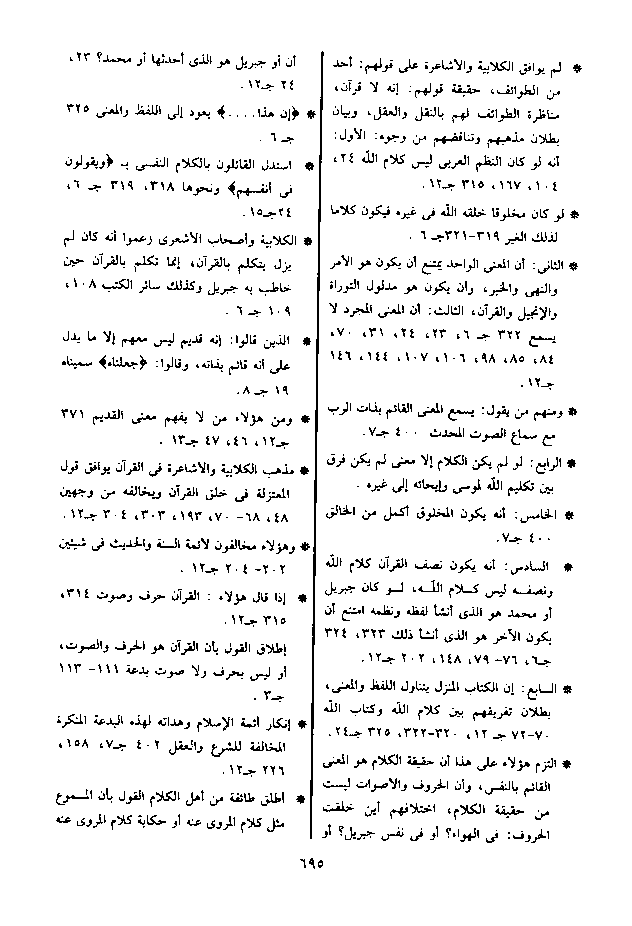 * لم يوافق الكلابية والأشاعرة على قولهم: أحد
من الطوائف، حقيقة قولهم: إنه لا قرآن،
مناظرة الطوائف لهم بالنقل والعقل، وبيان
بطلان مذهبهم وتناقضهم من وجوه: الأول:
أنه لو كان النظم العربى ليس كلام الله ٢٤،
١٠٤، ١٦٧، ٣١٥ جـ١٢.
* لو كان مخلوقا خلقه الله فى غيره فيكون كلاما
لذلك الغير ٣١٩-٣٢١جـ ٦ .
* الثانى: أن المعنى الواحد يمتنع أن يكون هو الأمر
والنهى والخبر، وأن يكون هو مدلول التوراة
والإنجيل والقرآن، الثالث: أن المعنى المجرد لا
يسمع ٣٢٢ جـ ٦، ٢٣، ٢٤، ٣١، ٧٠،
٨٤، ٨٥، ٩٨، ١٠٦، ١٠٧، ١٤٤، ١٤٦
جـ١٢.
* ومنهم من يقول: يسمع المعنى القائم بذات الرب
مع سماع الصوت المحدث ٤٠٠ جـ٧.
* الرابع: لو لم يكن الكلام إلا معنى لم يكن فرق
بين تكليم الله لموسى وإيحائه إلى غيره .
* الخامس: أنه يكون المخلوق أكمل من الخالق
٤٠٠ جـ٧.
* السادس: أنه يكون نصف القرآن كلام الله
ونصفه ليس كلام الله، لو كان جبريل
أو محمد هو الذى أنشأ لفظه ونظمه امتنع أن
يكون الآخر هو الذى أنشأ ذلك ٣٢٣، ٣٢٤
جـ٦، ٧٦- ٧٩، ١٤٨، ٢٠٢ جـ١٢.
* السابع: إن الكتاب المنزل يتناول اللفظ والمعنى،
بطلان تفريقهم بين كلام الله وكتاب الله
٧٠-٧٢ جـ ١٢، ٣٢٠-٣٢٢، ٣٢٥ جـ٢٤.
* التزم هؤلاء على هذا أن حقيقة الكلام هو المعنى
القائم بالنفس، وأن الحروف والأصوات ليست
من حقيقة الكلام، اختلافهم أين خلقت
الحروف: فى الهواء؟ أو فى نفس جبريل؟ أو
أن أو جبريل هو الذى أحدثها أو محمد؟ ٢٣،
٢٤ جـ١٢.
* ﴿إن هذا....﴾ يعود إلى اللفظ والمعنى ٣٢٥
جـ ٦ .
* استدل القائلون بالكلام النفسى بـ ﴿ويقولون
فى أنفسهم﴾ ونحوها ٣١٨، ٣١٩ جـ ٦،
٢٤جـ١٥.
* الكلابية وأصحاب الأشعرى زعموا أنه كان لم
يزل يتكلم بالقرآن، إنما تكلم بالقرآن حين
خاطب به جبريل وكذلك سائر الكتب ١٠٨،
١٠٩ جـ ٦ .
* الذين قالوا: إنه قديم ليس معهم إلا ما يدل
على أنه قائم بذاته، وقالوا: ﴿جعلناه﴾ سميناه
١٩ جـ ٨.
* ومن هؤلاء من لا يفهم معنى القديم ٣٧١
جـ١٢، ٤٦، ٤٧ جـ١٣ .
* مذهب الكلابية والأشاعرة فى القرآن يوافق قول
المعتزلة فى خلق القرآن ويخالفه من وجهين
٤٨، ٦٨- ٧٠، ١٩٣، ٣٠٣، ٣٠٤ جـ١٢.
* وهؤلاء مخالفون لأئمة السنة والحديث فى شيئين
٢٠٢- ٢٠٤ جـ١٢ .
* إذا قال هؤلاء : القرآن حرف وصوت ٣١٤،
٣١٥ جـ١٢.
إطلاق القول بأن القرآن هو الحرف والصوت،
أو ليس بحرف ولا صوت بدعة ١١١- ١١٣
جـ٣ .
* إنكار أئمة الإسلام وهداته لهذه البدعة المنكرة
المخالفة للشرع والعقل ٤٠٢ جـ٧، ١٥٨،
٢٢٦ جـ١٢.
* أطلق طائفة من أهل الكلام القول بأن المسموع
مثل كلام المروى عنه أو حكاية كلام المروى عنه
٦٩٥